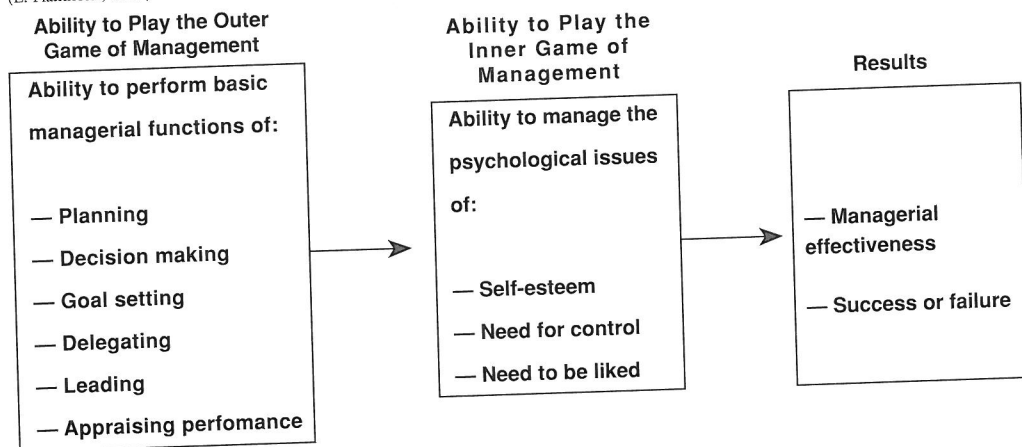 Ability to Play the Outer
Game of Management
Ability to perform basic
managerial functions of:
— Planning
— Decision making
— Goal setting
— Delegating
— Leading
— Appraising perfomance
Ability to Play the
Inner Game of
Management
Ability to manage the
psychological issues
of:
— Self-esteem
— Need for control
— Need to be liked
Results
— Managerial
effectiveness
— Success or failure